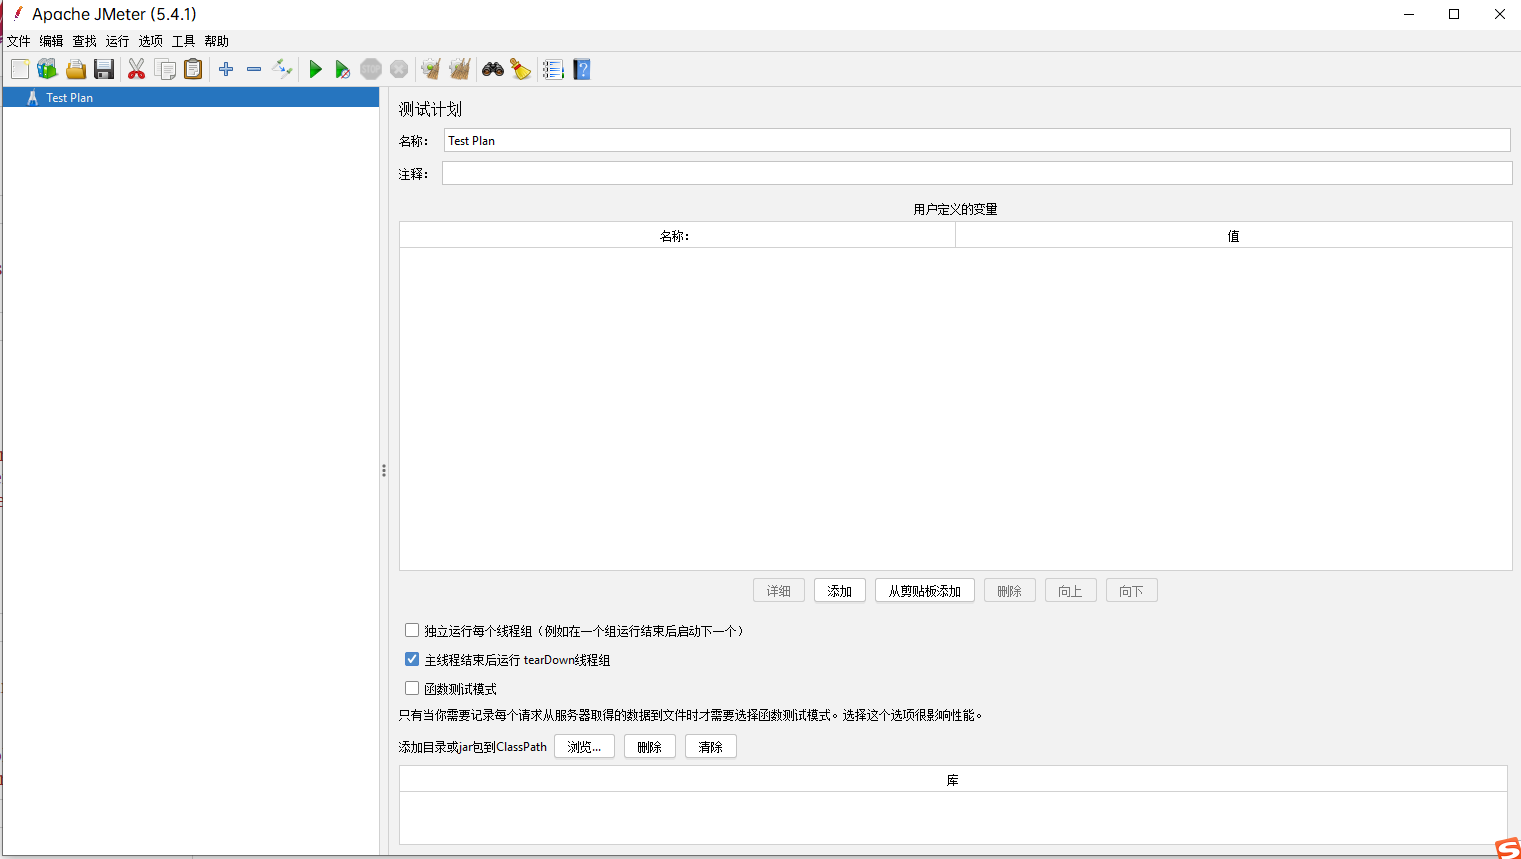 Apache JMeter (5.4.1)
文件 编辑 查找 运行 选项 工具 帮助
STOP
Test Plan
测试计划
名称： Test Plan
注释：
用户定义的变量
名称： 值
详细 添加 从剪贴板添加 删除 向上 向下
独立运行每个线程组（例如在一个组运行结束后启动下一个）
主线程结束后运行 tearDown线程组
函数测试模式
只有当你需要记录每个请求从服务器取得的数据到文件时才需要选择函数测试模式。选择这个选项很影响性能。
添加目录或jar包到ClassPath 浏览... 删除 清除
库